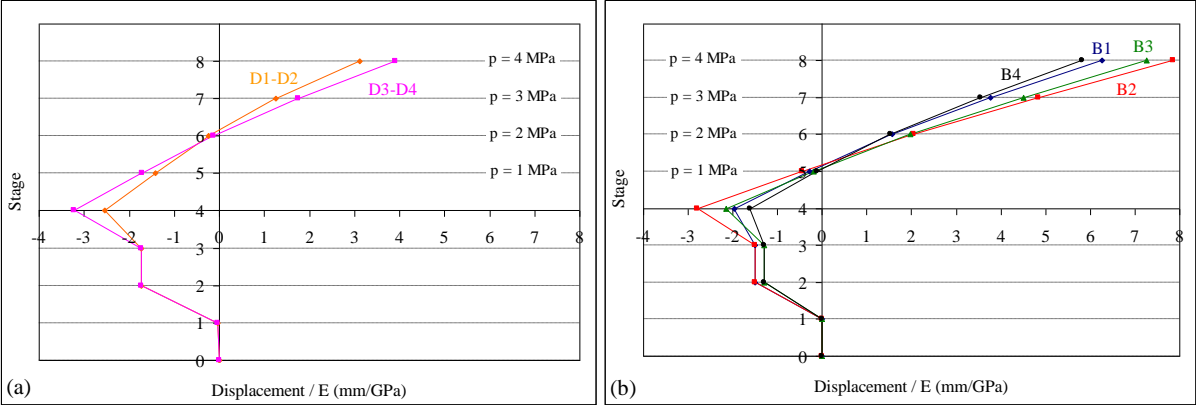 8
p = 4 MPa
D1-D2
D3-D4
7
p = 3 MPa
6
p = 2 MPa
5
p = 1 MPa
Stage
4
-4 -3 -2 -1 0 1 2 3 4 5 6 7 8
3
2
1
0
(a)
Displacement / E (mm/GPa)
B1 B3
8
p = 4 MPa
B4
B2
7
p = 3 MPa
6
p = 2 MPa
5
p = 1 MPa
Stage
4
-4 -3 -2 -1 0 1 2 3 4 5 6 7 8
3
2
1
0
(b)
Displacement / E (mm/GPa)